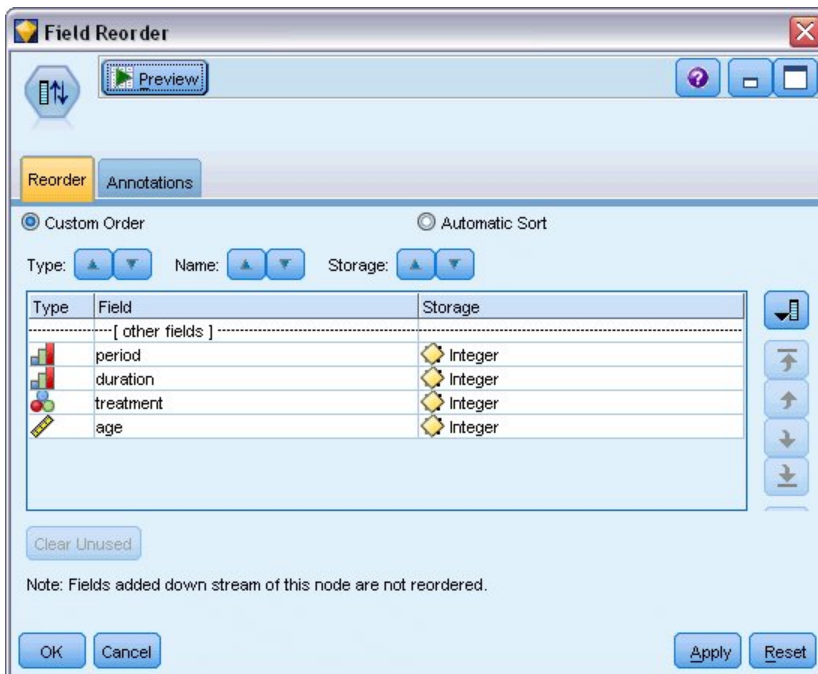 Field Reorder
Preview
Reorder Annotations
Custom Order Automatic Sort
Type: Name: Storage:
Type Field Storage
[ other fields ]
period Integer
duration Integer
treatment Integer
age Integer
Clear Unused
Note: Fields added down stream of this node are not reordered.
OK Cancel Apply Reset